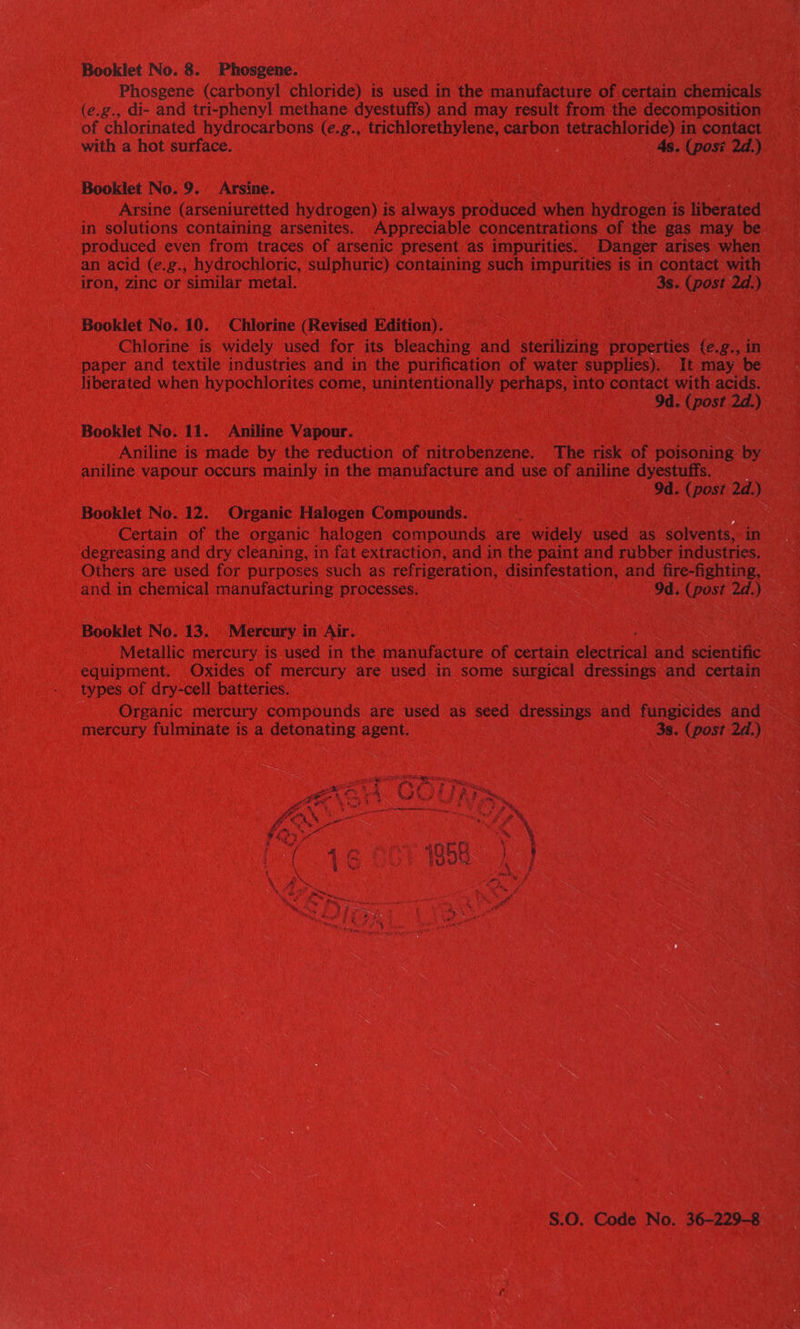 Booklet No. 8. Phosgene.
Phosgene (carbonyl chloride) is used in the manufacture of certain chemicals
(e.g., di- and tri-phenyl methane dyestuffs) and may result from the decomposition
of chlorinated hydrocarbons (e.g., trichlorethylene, carbon tetrachloride) in contact
with a hot surface. 4s. (post 2d.)
Booklet No. 9. Arsine.
Arsine (arseniuretted hydrogen) is always produced when hydrogen is liberated
in solutions containing arsenites. Appreciable concentrations of the gas may be
produced even from traces of arsenic present as impurities. Danger arises when
an acid (e.g., hydrochloric, sulphuric) containing such impurities is in contact with
iron, zinc or similar metal. 3s. (post 2d.)
Booklet No. 10. Chlorine (Revised Edition).
Chlorine is widely used for its bleaching and sterilizing properties (e.g., in
paper and textile industries and in the purification of water supplies). It may be
liberated when hypochlorites come, unintentionally perhaps, into contact with acids.
9d. (post 2d.)
Booklet No. 11. Aniline Vapour.
Aniline is made by the reduction of nitrobenzene. The risk of poisoning by
aniline vapour occurs mainly in the manufacture and use of aniline dyestuffs.
9d. (post 2d.)
Booklet No. 12. Organic Halogen Compounds.
Certain of the organic halogen compounds are widely used as solvents, in
degreasing and dry cleaning, in fat extraction, and in the paint and rubber industries.
Others are used for purposes such as refrigeration, disinfestation, and fire-fighting,
and in chemical manufacturing processes. 9d. (post 2d.)
Booklet No. 13. Mercury in Air.
Metallic mercury is used in the manufacture of certain electrical and scientific
equipment. Oxides of mercury are used in some surgical dressings and certain
types of dry-cell batteries.
Organic mercury compounds are used as seed dressings and fungicides and
mercury fulminate is a detonating agent. 3s. (post 2d.)
BRITISH COUNCIL
16 OCT 1958
MEDICAL LIBRARY
S.O. Code No. 36-229-8